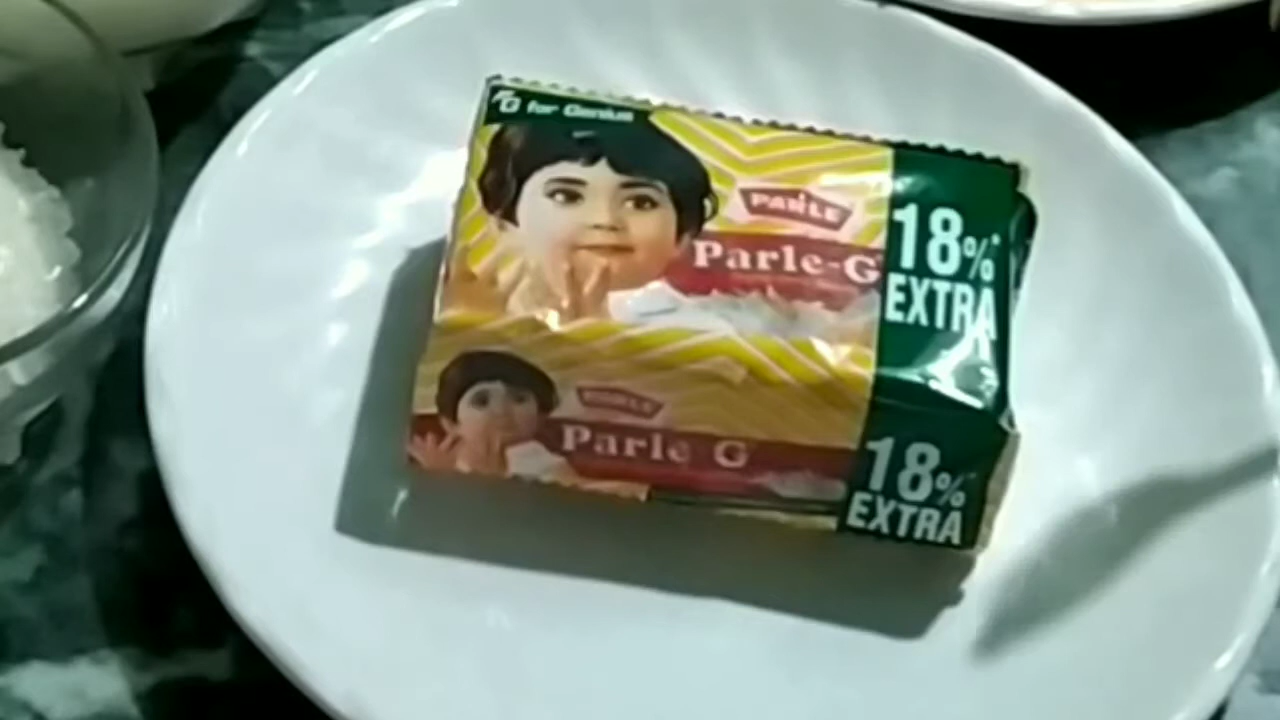 G for Genius
PARLE
Parle-G
18%*
EXTRA
PARLE
Parle G
18%
EXTRA